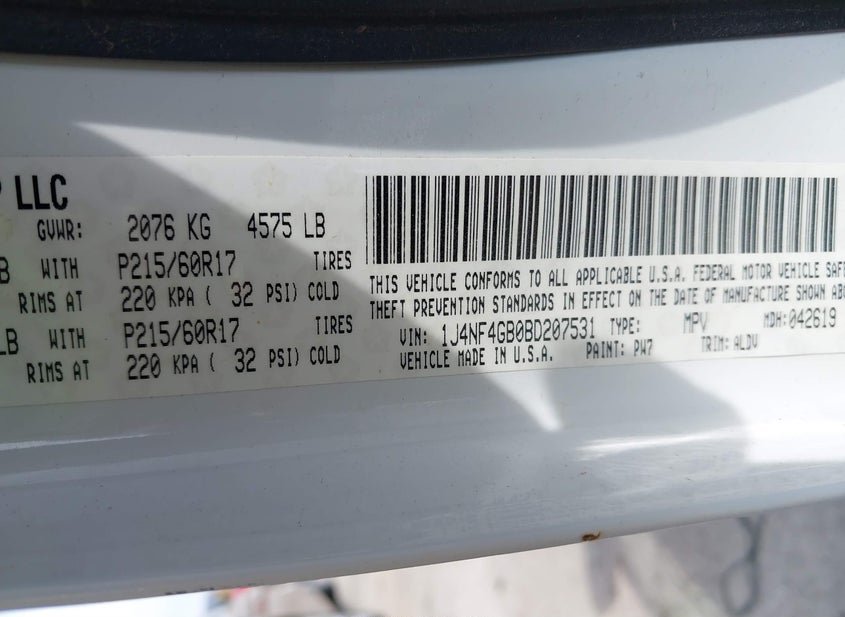 LLC
GVWR: 2076 KG 4575 LB
WITH P215/60R17 TIRES
RIMS AT 220 KPA ( 32 PSI) COLD
LB WITH P215/60R17 TIRES
RIMS AT 220 KPA ( 32 PSI) COLD
THIS VEHICLE CONFORMS TO ALL APPLICABLE U.S.A. FEDERAL MOTOR VEHICLE SAFE
THEFT PREVENTION STANDARDS IN EFFECT ON THE DATE OF MANUFACTURE SHOWN ABO
VIN: 1J4NF4GB0BD207531 TYPE: MPV MDH:042619
VEHICLE MADE IN U.S.A. PAINT: PW7 TRIM: ALDV